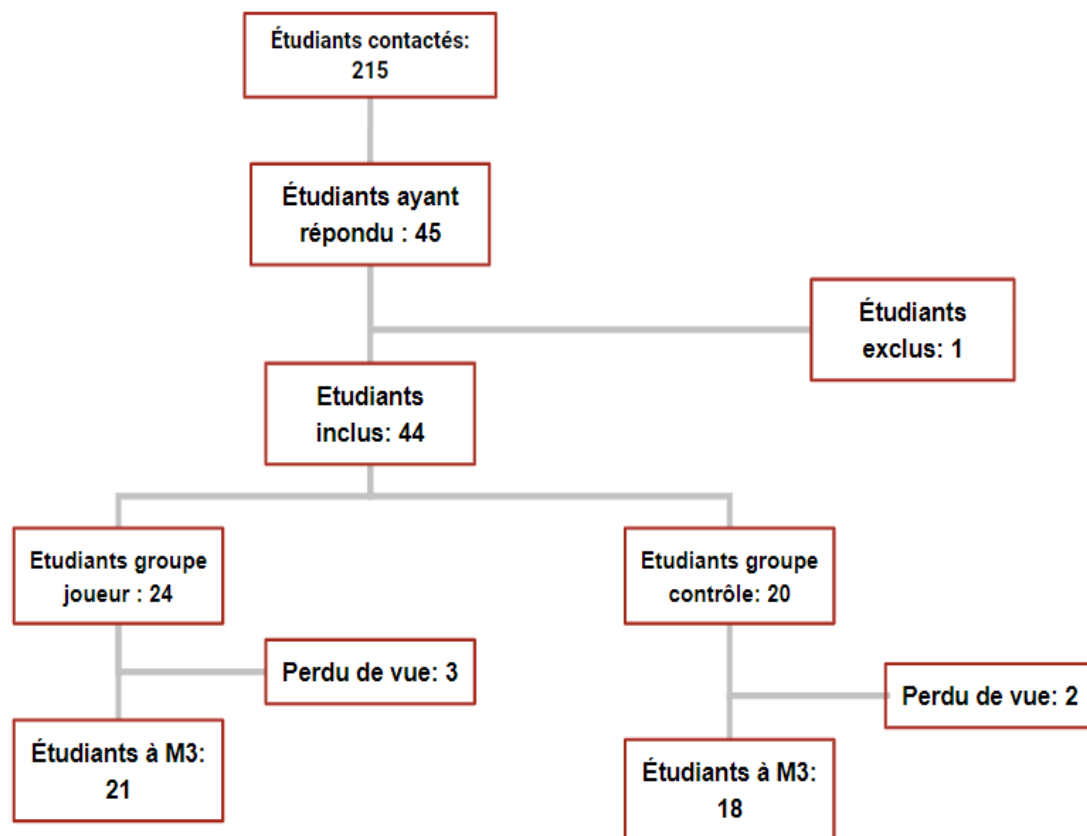 Étudiants contactés:
215
Étudiants ayant
répondu : 45
Étudiants
exclus: 1
Etudiants
inclus: 44
Etudiants groupe
joueur : 24
Etudiants groupe
contrôle: 20
Perdu de vue: 3
Perdu de vue: 2
Étudiants à M3:
21
Étudiants à M3:
18